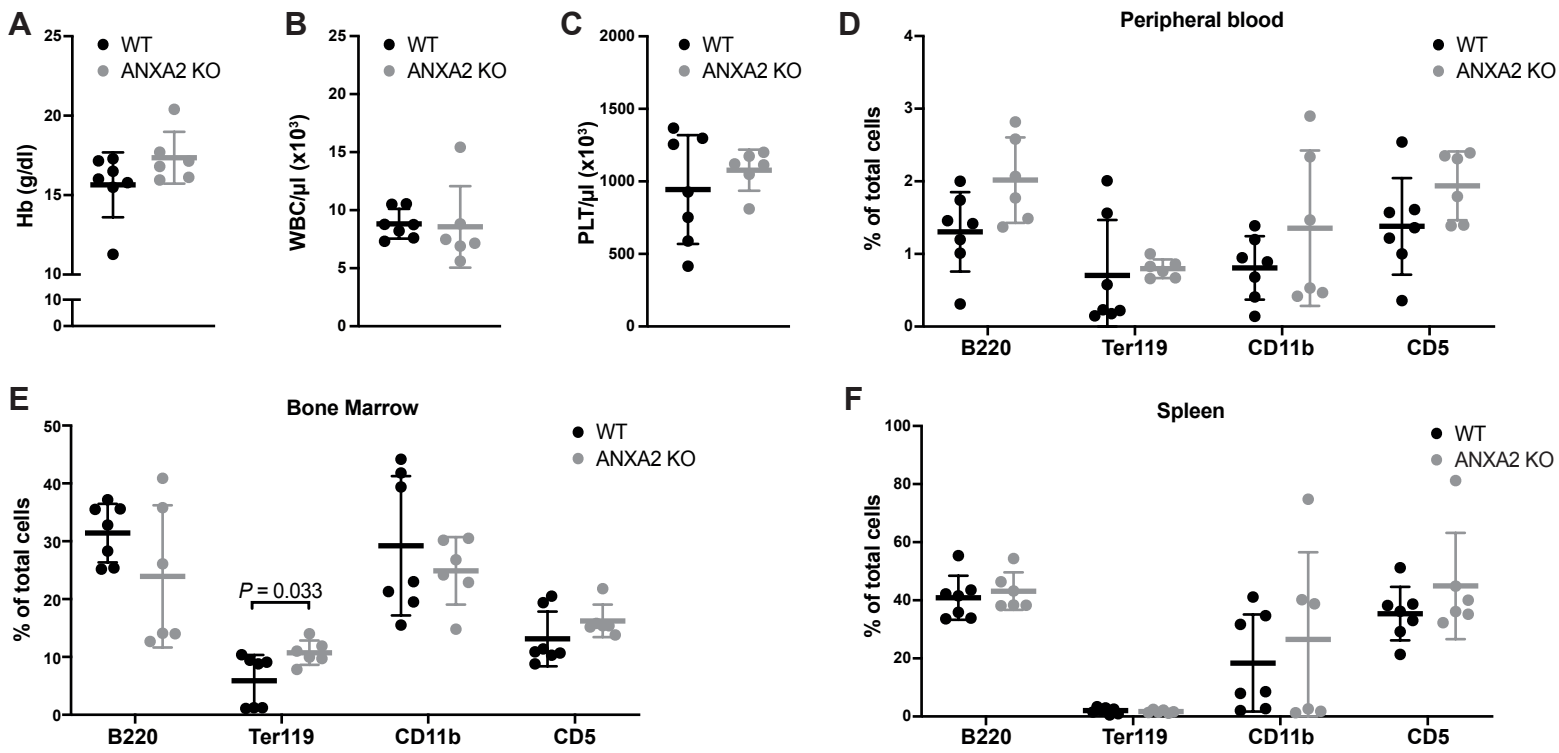 A
Hb (g/dl)
25
20
15
10
10
0
WT
ANXA2 KO
B
WBC/µl (x10³)
25
20
15
10
5
0
WT
ANXA2 KO
C
PLT/µl (x10³)
2000
1500
1000
500
0
WT
ANXA2 KO
D
Peripheral blood
% of total cells
4
3
2
1
0
WT
ANXA2 KO
B220 Ter119 CD11b CD5
E
Bone Marrow
% of total cells
50
40
30
20
10
0
WT
ANXA2 KO
P = 0.033
B220 Ter119 CD11b CD5
F
Spleen
% of total cells
100
80
60
40
20
0
WT
ANXA2 KO
B220 Ter119 CD11b CD5